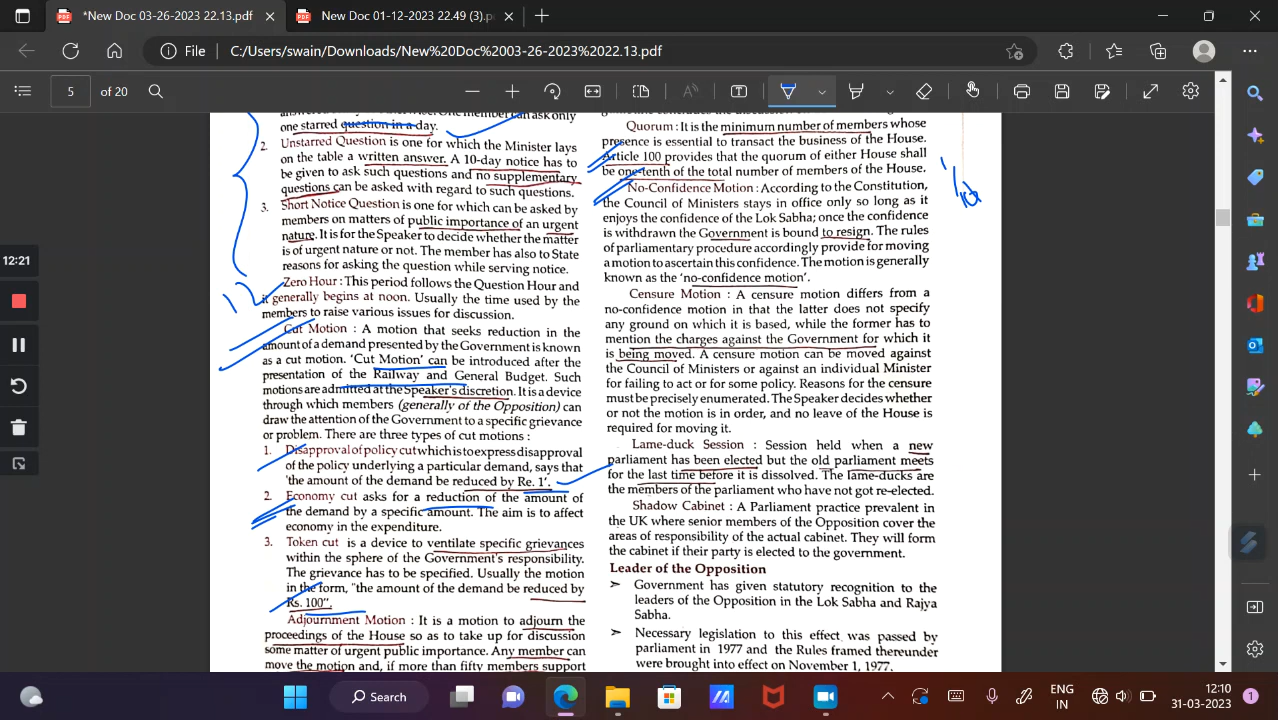 *New Doc 03-26-2023 22.13.pdf
New Doc 01-12-2023 22.49 (3).p
File
C:/Users/swain/Downloads/New%20Doc%2003-26-2023%2022.13.pdf
5
of 20
one starred question in a day.
2. Unstarred Question is one for which the Minister lays
on the table a written answer. A 10-day notice has to
be given to ask such questions and no supplementary
questions can be asked with regard to such questions.
3. Short Notice Question is one for which can be asked by
members on matters of public importance of an urgent
nature. It is for the Speaker to decide whether the matter
is of urgent nature or not. The member has also to State
reasons for asking the question while serving notice.
Zero Hour : This period follows the Question Hour and
it generally begins at noon. Usually the time used by the
members to raise various issues for discussion.
Cut Motion : A motion that seeks reduction in the
amount of a demand presented by the Government is known
as a cut motion. 'Cut Motion' can be introduced after the
presentation of the Railway and General Budget. Such
motions are admitted at the Speaker's discretion. It is a device
through which members (generally of the Opposition) can
draw the attention of the Government to a specific grievance
or problem. There are three types of cut motions :
1. Disapproval of policy cut which is to express disapproval
of the policy underlying a particular demand, says that
'the amount of the demand be reduced by Re. 1'.
2. Economy cut asks for a reduction of the amount of
the demand by a specific amount. The aim is to affect
economy in the expenditure.
3. Token cut is a device to ventilate specific grievances
within the sphere of the Government's responsibility.
The grievance has to be specified. Usually the motion
in the form, "the amount of the demand be reduced by
Rs. 100".
Adjournment Motion : It is a motion to adjourn the
proceedings of the House so as to take up for discussion
some matter of urgent public importance. Any member can
move the motion and, if more than fifty members support
Quorum : It is the minimum number of members whose
presence is essential to transact the business of the House.
Article 100 provides that the quorum of either House shall
be one-tenth of the total number of members of the House.
1/10
No-Confidence Motion : According to the Constitution,
the Council of Ministers stays in office only so long as it
enjoys the confidence of the Lok Sabha; once the confidence
is withdrawn the Government is bound to resign. The rules
of parliamentary procedure accordingly provide for moving
a motion to ascertain this confidence. The motion is generally
known as the 'no-confidence motion'.
Censure Motion : A censure motion differs from a
no-confidence motion in that the latter does not specify
any ground on which it is based, while the former has to
mention the charges against the Government for which it
is being moved. A censure motion can be moved against
the Council of Ministers or against an individual Minister
for failing to act or for some policy. Reasons for the censure
must be precisely enumerated. The Speaker decides whether
or not the motion is in order, and no leave of the House is
required for moving it.
Lame-duck Session : Session held when a new
parliament has been elected but the old parliament meets
for the last time before it is dissolved. The lame-ducks are
the members of the parliament who have not got re-elected.
Shadow Cabinet : A Parliament practice prevalent in
the UK where senior members of the Opposition cover the
areas of responsibility of the actual cabinet. They will form
the cabinet if their party is elected to the government.
Leader of the Opposition
➢ Government has given statutory recognition to the
leaders of the Opposition in the Lok Sabha and Rajya
Sabha.
➢ Necessary legislation to this effect was passed by
parliament in 1977 and the Rules framed thereunder
were brought into effect on November 1, 1977.
12:21
Search
ENG
IN
12:10
31-03-2023
1